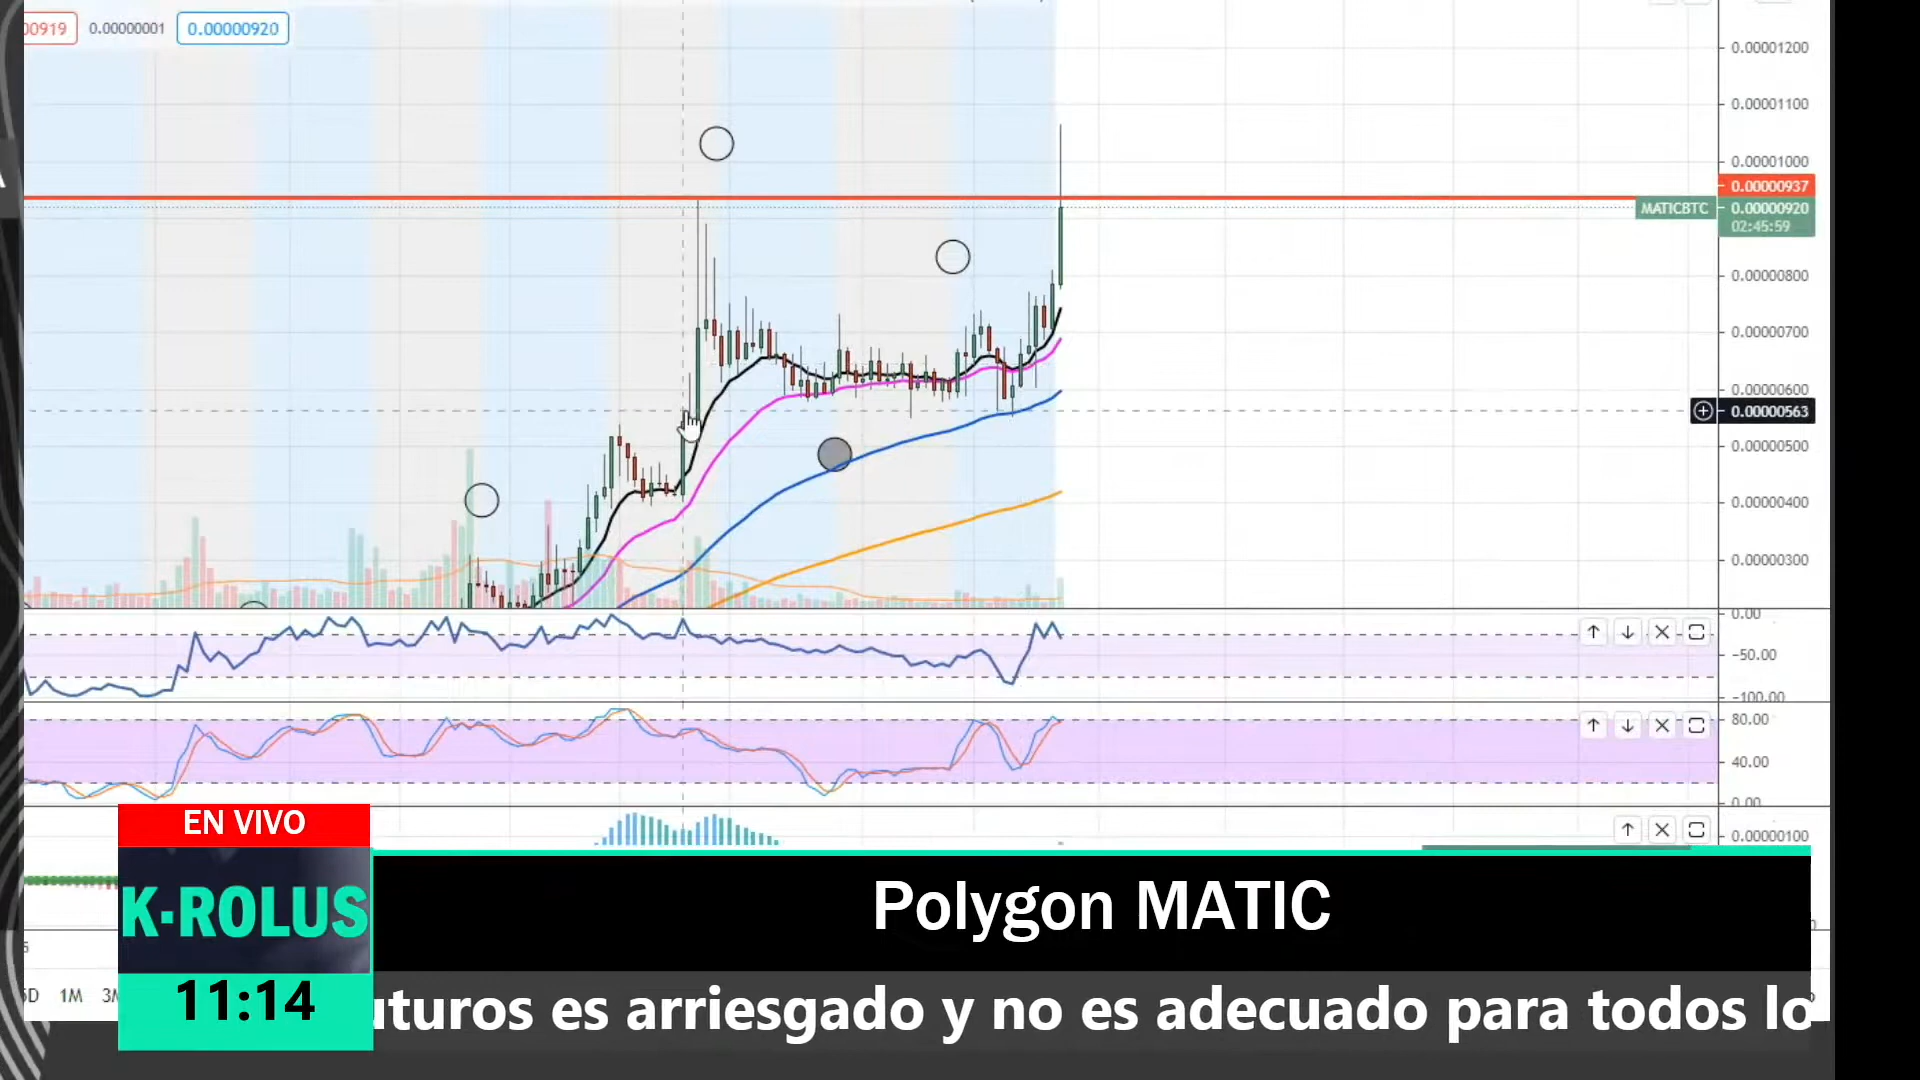 00919 0.00000001 0.00000920
0.00001200
0.00001100
0.00001000
0.00000937
MATICBTC 0.00000920
02:45:59
0.00000800
0.00000700
0.00000600
0.00000563
0.00000500
0.00000400
0.00000300
0.00
-50.00
-100.00
80.00
40.00
0.00
0.00000100
EN VIVO
K-ROLUS
Polygon MATIC
5D 1M 3M
11:14
uturos es arriesgado y no es adecuado para todos lo